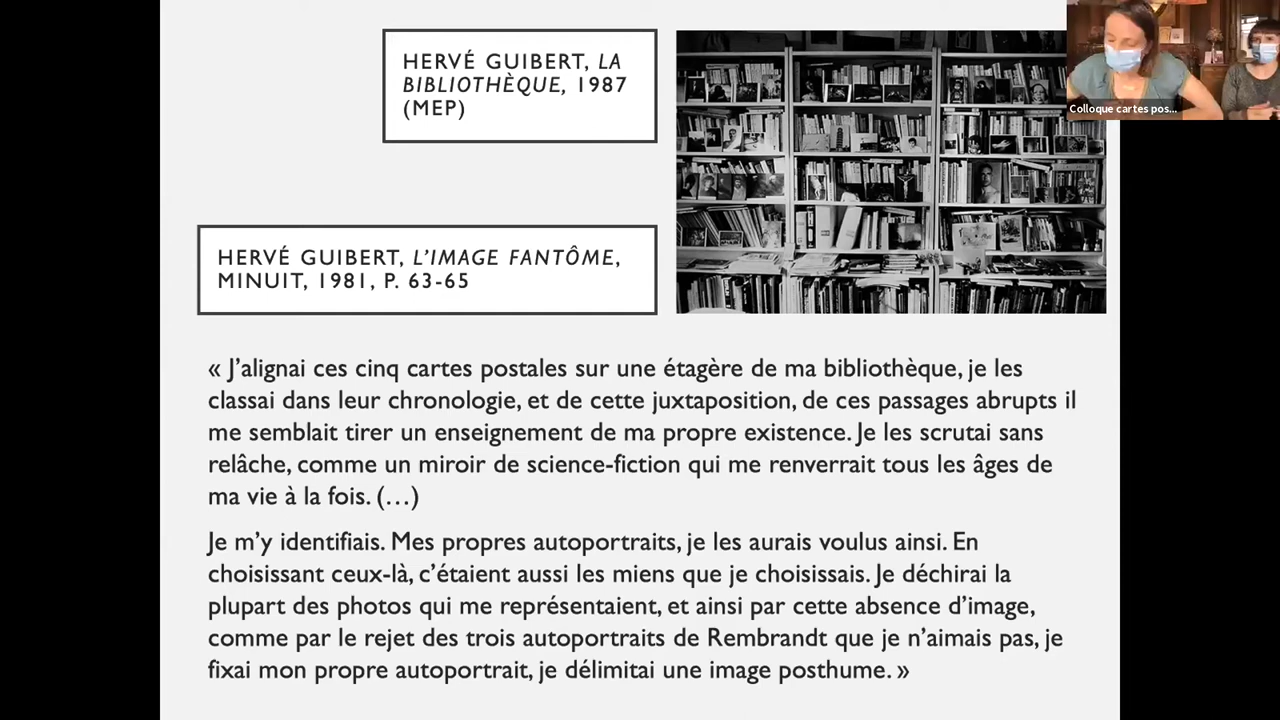 HERVÉ GUIBERT, LA
BIBLIOTHÈQUE, 1987
(MEP)
Colloque cartes pos...
HERVÉ GUIBERT, L'IMAGE FANTÔME,
MINUIT, 1981, P. 63-65
« J'alignai ces cinq cartes postales sur une étagère de ma bibliothèque, je les
classai dans leur chronologie, et de cette juxtaposition, de ces passages abrupts il
me semblait tirer un enseignement de ma propre existence. Je les scrutai sans
relâche, comme un miroir de science-fiction qui me renverrait tous les âges de
ma vie à la fois. (…)
Je m'y identifiais. Mes propres autoportraits, je les aurais voulus ainsi. En
choisissant ceux-là, c'étaient aussi les miens que je choisissais. Je déchirai la
plupart des photos qui me représentaient, et ainsi par cette absence d'image,
comme par le rejet des trois autoportraits de Rembrandt que je n'aimais pas, je
fixai mon propre autoportrait, je délimitai une image posthume. »